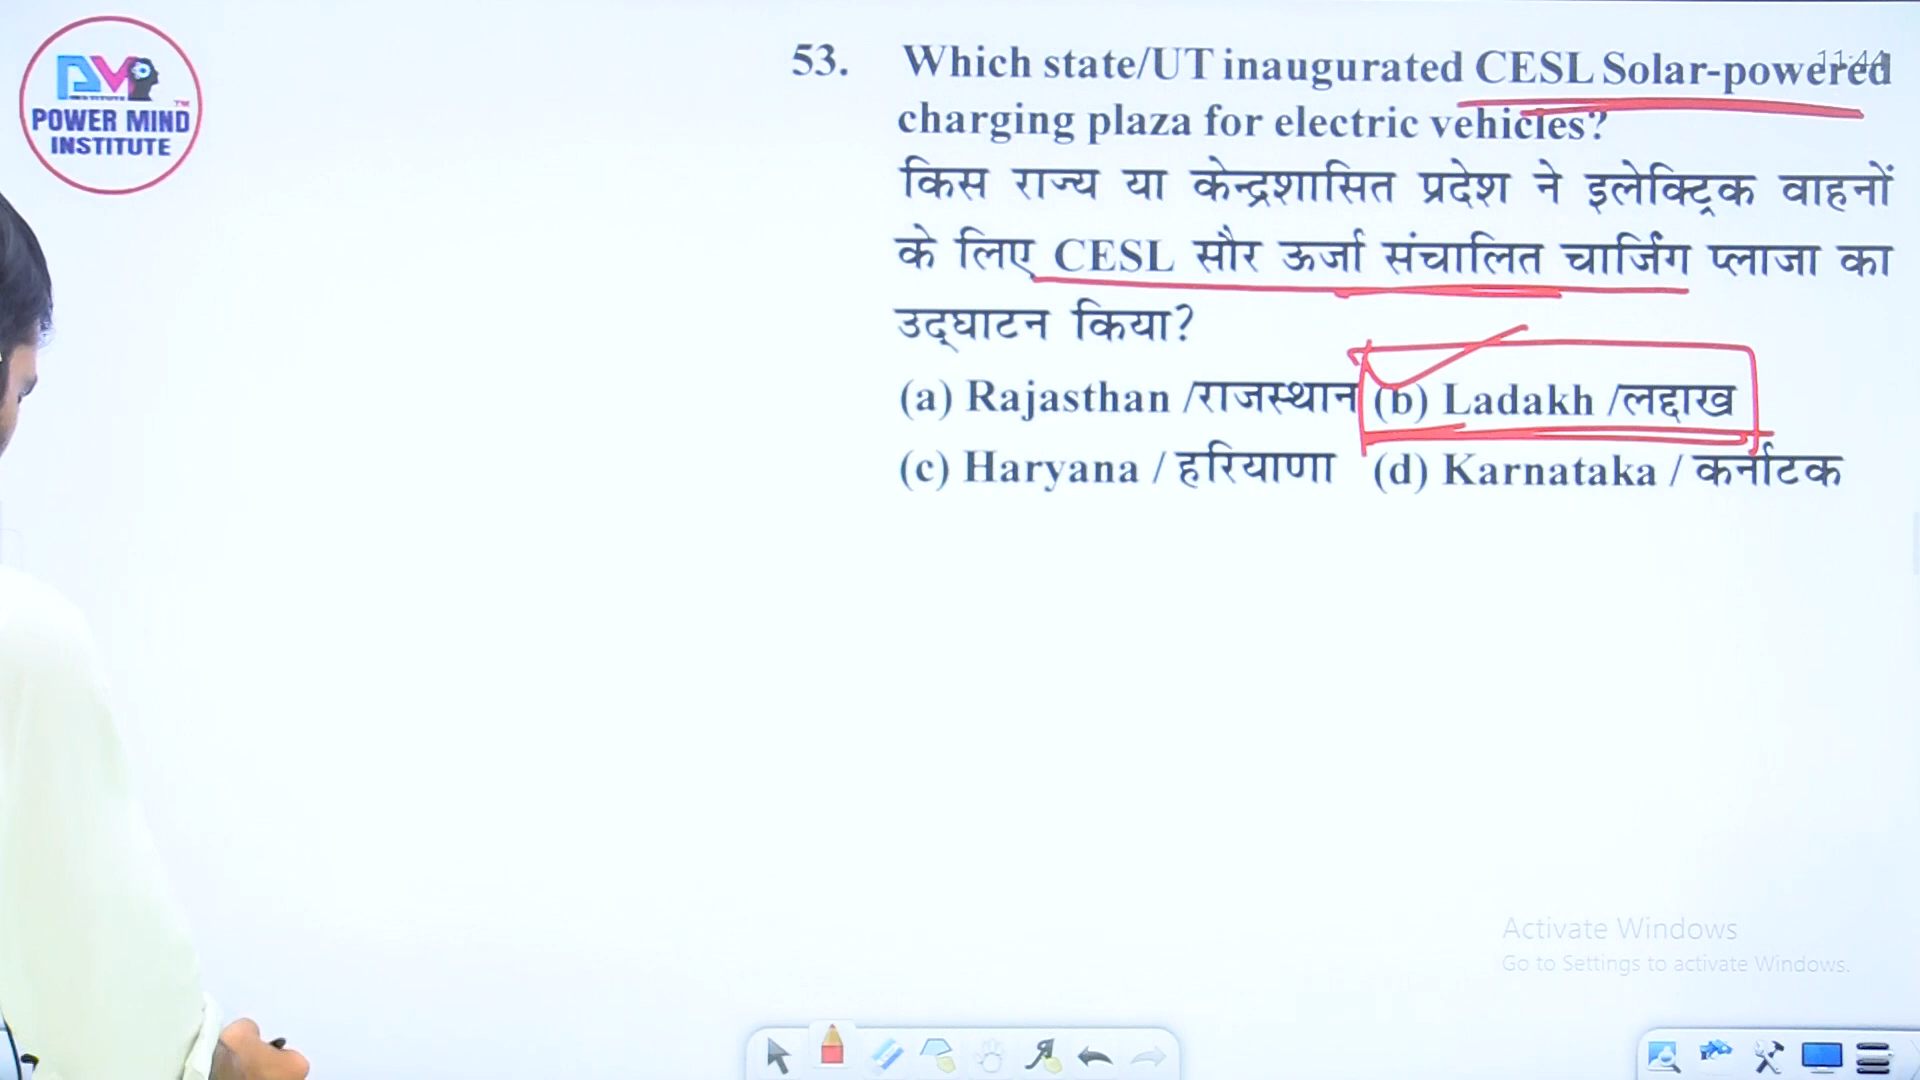 POWER MIND
INSTITUTE
11:44
53. Which state/UT inaugurated CESL Solar-powered
charging plaza for electric vehicles?
किस राज्य या केन्द्रशासित प्रदेश ने इलेक्ट्रिक वाहनों
के लिए CESL सौर ऊर्जा संचालित चार्जिंग प्लाजा का
उद्घाटन किया?
(a) Rajasthan /राजस्थान (b) Ladakh /लद्दाख
(c) Haryana / हरियाणा (d) Karnataka / कर्नाटक
Activate Windows
Go to Settings to activate Windows.